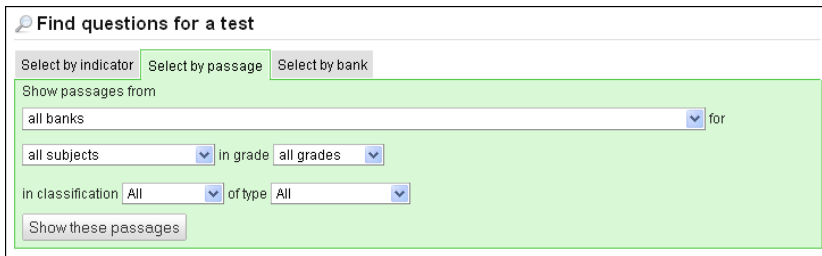 Find questions for a test
Select by indicator Select by passage Select by bank
Show passages from
all banks for
all subjects in grade all grades
in classification All of type All
Show these passages